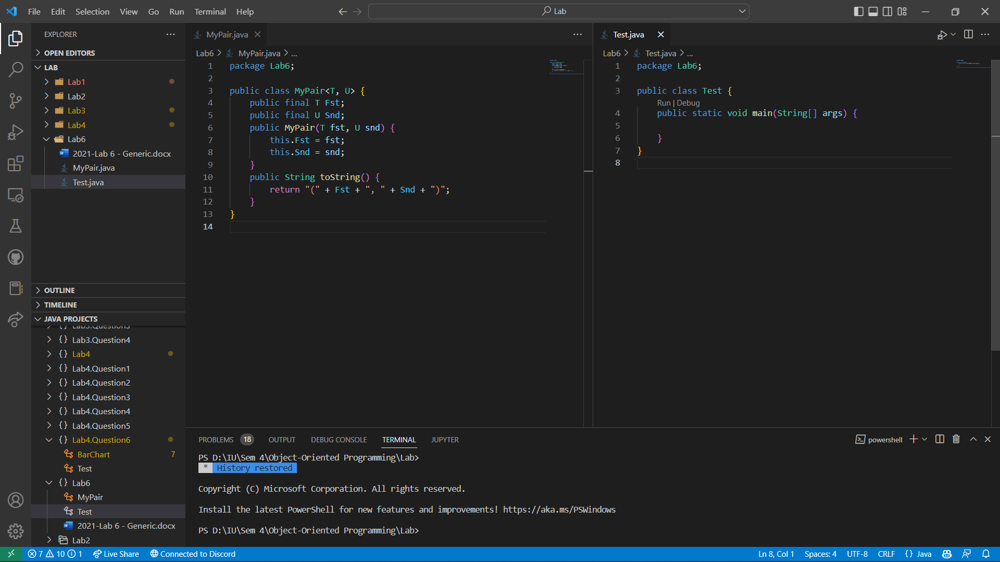 File Edit Selection View Go Run Terminal Help
Lab
EXPLORER
OPEN EDITORS
LAB
Lab1
Lab2
Lab3
Lab4
Lab6
2021-Lab 6 - Generic.docx
MyPair.java
Test.java
OUTLINE
TIMELINE
JAVA PROJECTS
Lab3.Question3
Lab3.Question4
Lab4
Lab4.Question1
Lab4.Question2
Lab4.Question3
Lab4.Question4
Lab4.Question5
Lab4.Question6
BarChart 7
Test
Lab6
MyPair
Test
2021-Lab 6 - Generic.docx
Lab2
MyPair.java
Lab6 > MyPair.java > ...
1 package Lab6;
2
3 public class MyPair<T, U> {
4 public final T Fst;
5 public final U Snd;
6 public MyPair(T fst, U snd) {
7 this.Fst = fst;
8 this.Snd = snd;
9 }
10 public String toString() {
11 return "(" + Fst + ", " + Snd + ")";
12 }
13 }
14
Test.java
Lab6 > Test.java > ...
1 package Lab6;
2
3 public class Test {
Run | Debug
4 public static void main(String[] args) {
5
6 }
7 }
8
PROBLEMS 18 OUTPUT DEBUG CONSOLE TERMINAL JUPYTER
powershell
PS D:\IU\Sem 4\Object-Oriented Programming\Lab>
* History restored
Copyright (C) Microsoft Corporation. All rights reserved.
Install the latest PowerShell for new features and improvements! https://aka.ms/PSWindows
PS D:\IU\Sem 4\Object-Oriented Programming\Lab>
7 10 1 Live Share Connected to Discord
Ln 8, Col 1 Spaces: 4 UTF-8 CRLF {} Java